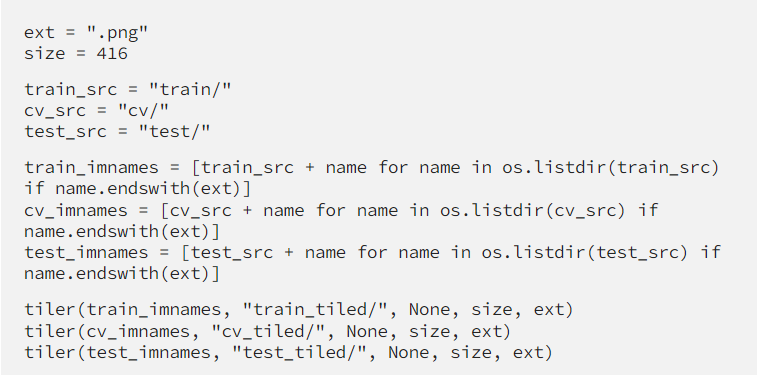 ext = ".png"
size = 416
train_src = "train/"
cv_src = "cv/"
test_src = "test/"
train_imnames = [train_src + name for name in os.listdir(train_src)
if name.endswith(ext)]
cv_imnames = [cv_src + name for name in os.listdir(cv_src) if
name.endswith(ext)]
test_imnames = [test_src + name for name in os.listdir(test_src) if
name.endswith(ext)]
tiler(train_imnames, "train_tiled/", None, size, ext)
tiler(cv_imnames, "cv_tiled/", None, size, ext)
tiler(test_imnames, "test_tiled/", None, size, ext)